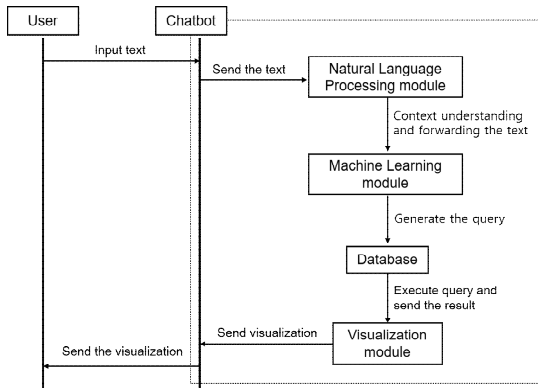 User
Chatbot
Input text
Send the text
Natural Language
Processing module
Context understanding
and forwarding the text
Machine Learning
module
Generate the query
Database
Execute query and
send the result
Send visualization
Visualization
module
Send the visualization